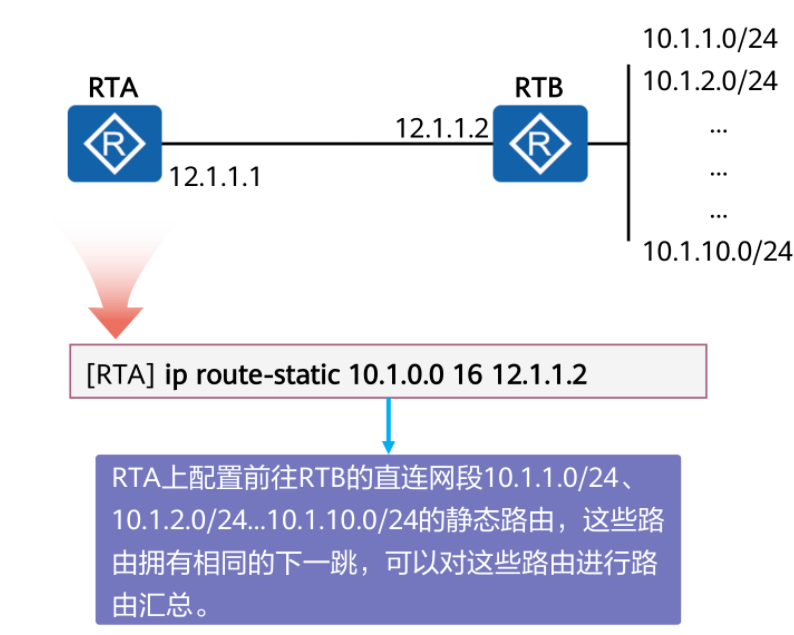 10.1.1.0/24
RTA
RTB
10.1.2.0/24
12.1.1.2
...
R
R
12.1.1.1
...
...
10.1.10.0/24
[RTA] ip route-static 10.1.0.0 16 12.1.1.2
RTA上配置前往RTB的直连网段10.1.1.0/24、
10.1.2.0/24...10.1.10.0/24的静态路由，这些路
由拥有相同的下一跳，可以对这些路由进行路
由汇总。